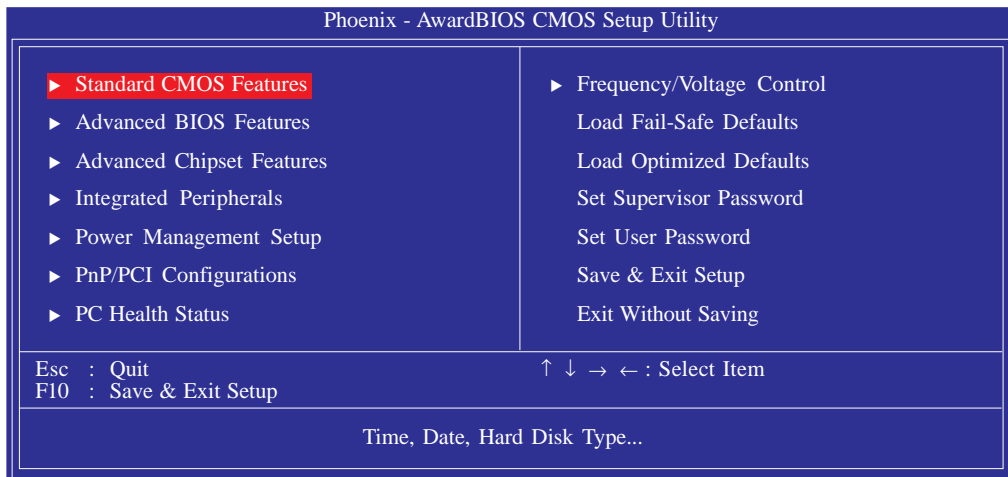 Phoenix - AwardBIOS CMOS Setup Utility
▶ Standard CMOS Features
▶ Advanced BIOS Features
▶ Advanced Chipset Features
▶ Integrated Peripherals
▶ Power Management Setup
▶ PnP/PCI Configurations
▶ PC Health Status
▶ Frequency/Voltage Control
Load Fail-Safe Defaults
Load Optimized Defaults
Set Supervisor Password
Set User Password
Save & Exit Setup
Exit Without Saving
Esc : Quit
F10 : Save & Exit Setup
↑ ↓ → ← : Select Item
Time, Date, Hard Disk Type...